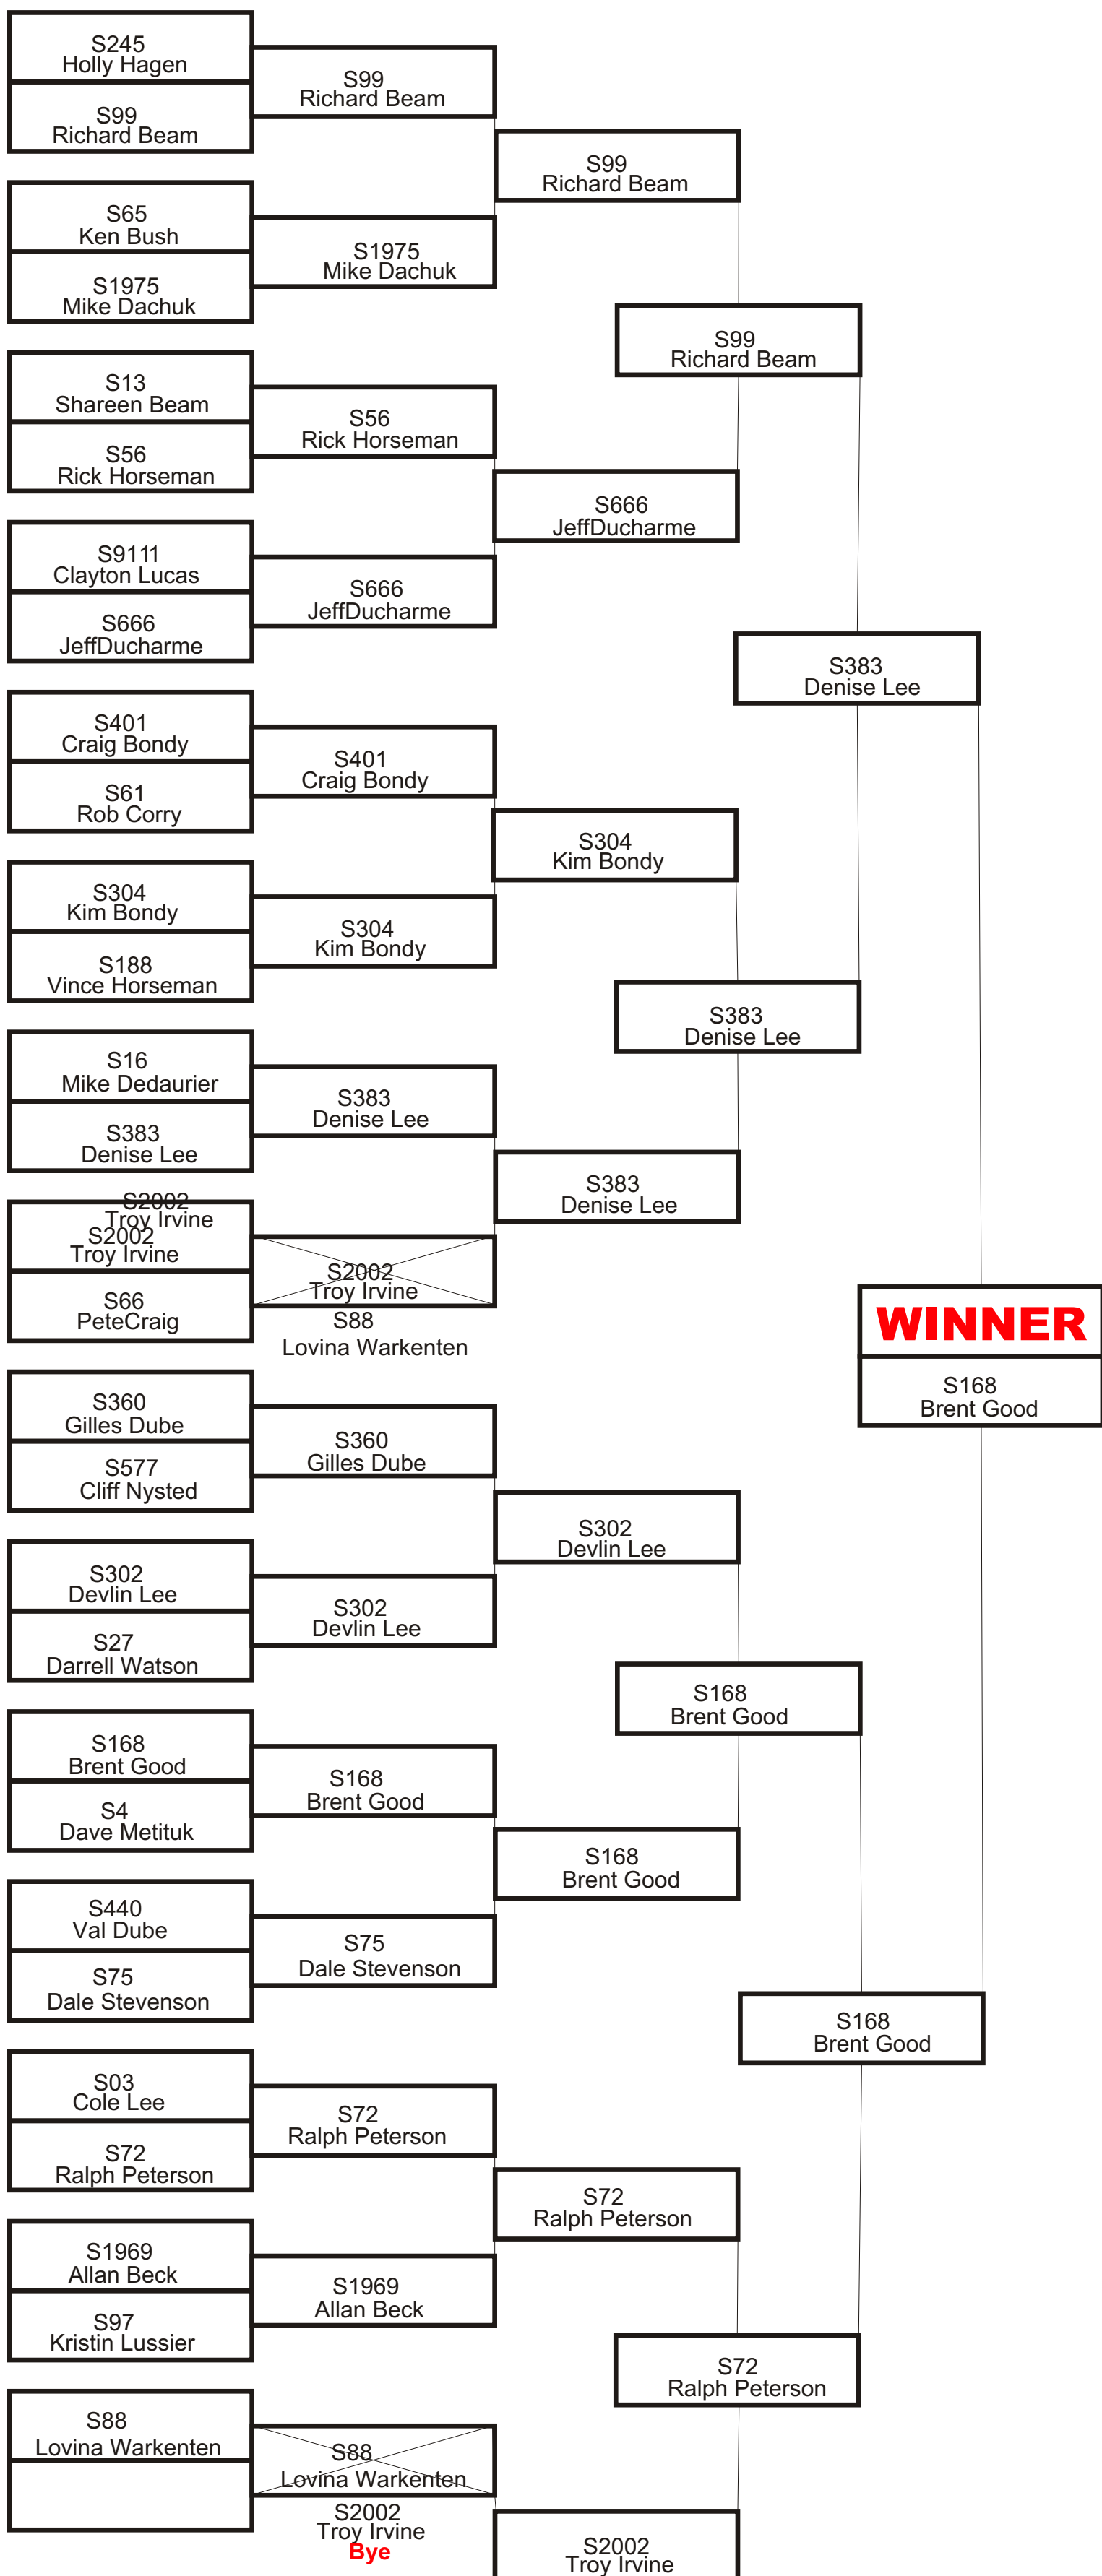 S245
Holly Hagen
S99
Richard Beam
S65
Ken Bush
S1975
Mike Dachuk
S13
Shareen Beam
S56
Rick Horseman
S9111
Clayton Lucas
S666
JeffDucharme
S401
Craig Bondy
S61
Rob Corry
S304
Kim Bondy
S188
Vince Horseman
S16
Mike Dedaurier
S383
Denise Lee
S2002
Troy Irvine
S2002
Troy Irvine
S66
PeteCraig
S360
Gilles Dube
S577
Cliff Nysted
S302
Devlin Lee
S27
Darrell Watson
S168
Brent Good
S4
Dave Metituk
S440
Val Dube
S75
Dale Stevenson
S03
Cole Lee
S72
Ralph Peterson
S1969
Allan Beck
S97
Kristin Lussier
S88
Lovina Warkenten
S99
Richard Beam
S1975
Mike Dachuk
S56
Rick Horseman
S666
JeffDucharme
S401
Craig Bondy
S304
Kim Bondy
S383
Denise Lee
S2002
Troy Irvine
S88
Lovina Warkenten
S360
Gilles Dube
S302
Devlin Lee
S168
Brent Good
S75
Dale Stevenson
S72
Ralph Peterson
S1969
Allan Beck
S88
Lovina Warkenten
S2002
Troy Irvine
Bye
S99
Richard Beam
S666
JeffDucharme
S304
Kim Bondy
S383
Denise Lee
S302
Devlin Lee
S168
Brent Good
S72
Ralph Peterson
S2002
Troy Irvine
S99
Richard Beam
S383
Denise Lee
S168
Brent Good
S72
Ralph Peterson
S383
Denise Lee
S168
Brent Good
WINNER
S168
Brent Good